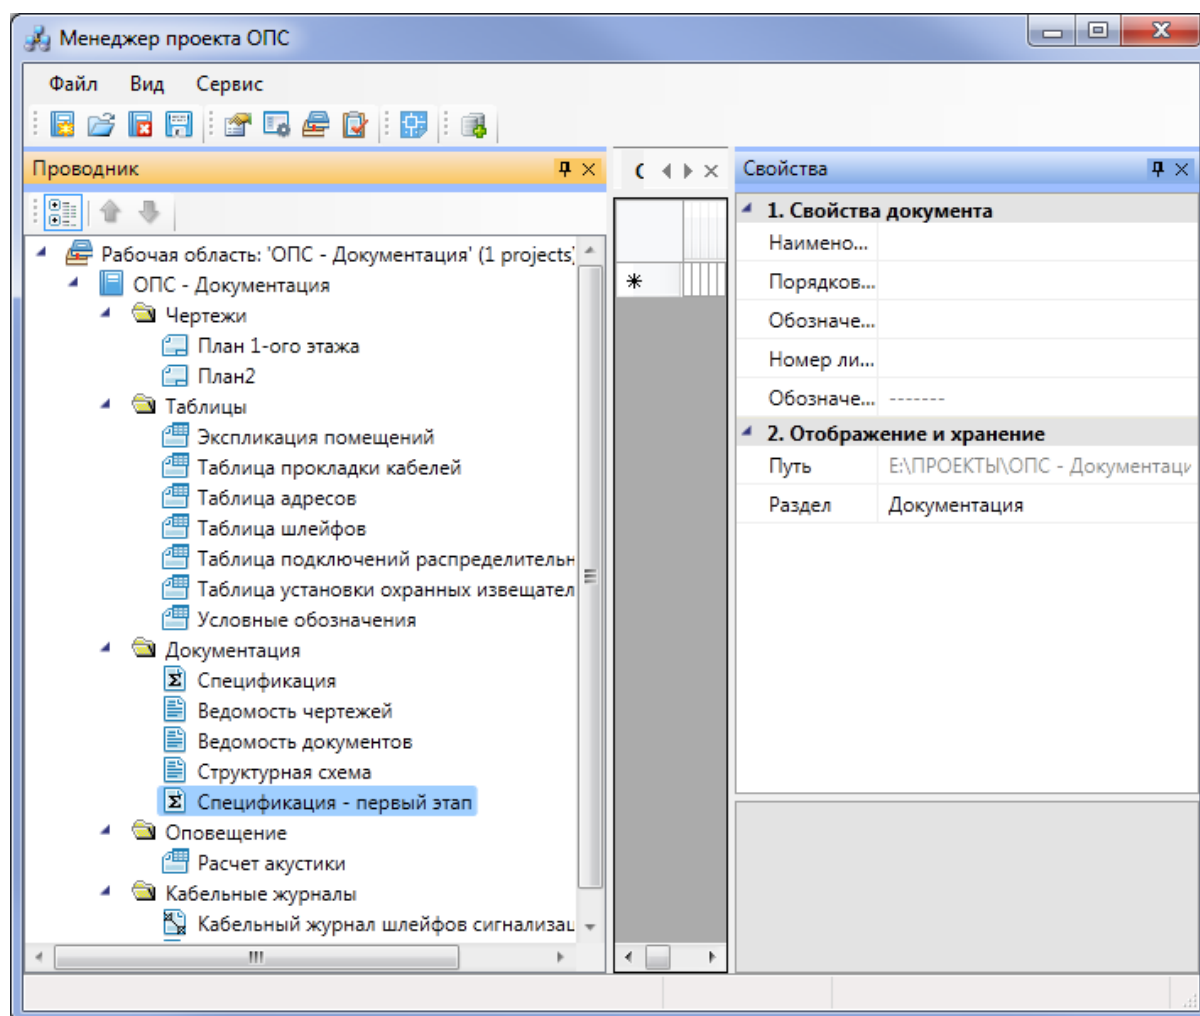 Менеджер проекта ОПС
Файл Вид Сервис
Проводник
Свойства
Рабочая область: 'ОПС - Документация' (1 projects)
ОПС - Документация
Чертежи
План 1-ого этажа
План2
Таблицы
Экспликация помещений
Таблица прокладки кабелей
Таблица адресов
Таблица шлейфов
Таблица подключений распределительн
Таблица установки охранных извещател
Условные обозначения
Документация
Спецификация
Ведомость чертежей
Ведомость документов
Структурная схема
Спецификация - первый этап
Оповещение
Расчет акустики
Кабельные журналы
Кабельный журнал шлейфов сигнализац
1. Свойства документа
Наимено...
Порядков...
Обозначе...
Номер ли...
Обозначе... -------
2. Отображение и хранение
Путь E:\ПРОЕКТЫ\ОПС - Документаци
Раздел Документация